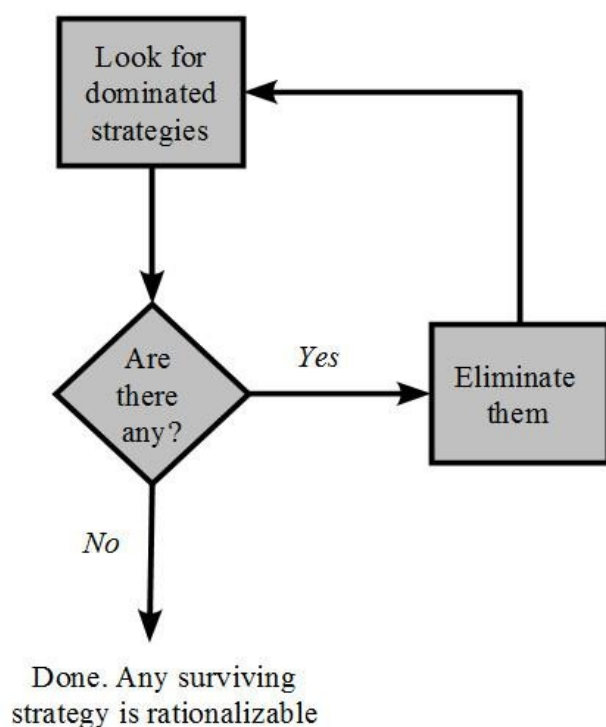 Look for
dominated
strategies
Are
there
any?
Yes
Eliminate
them
No
Done. Any surviving
strategy is rationalizable